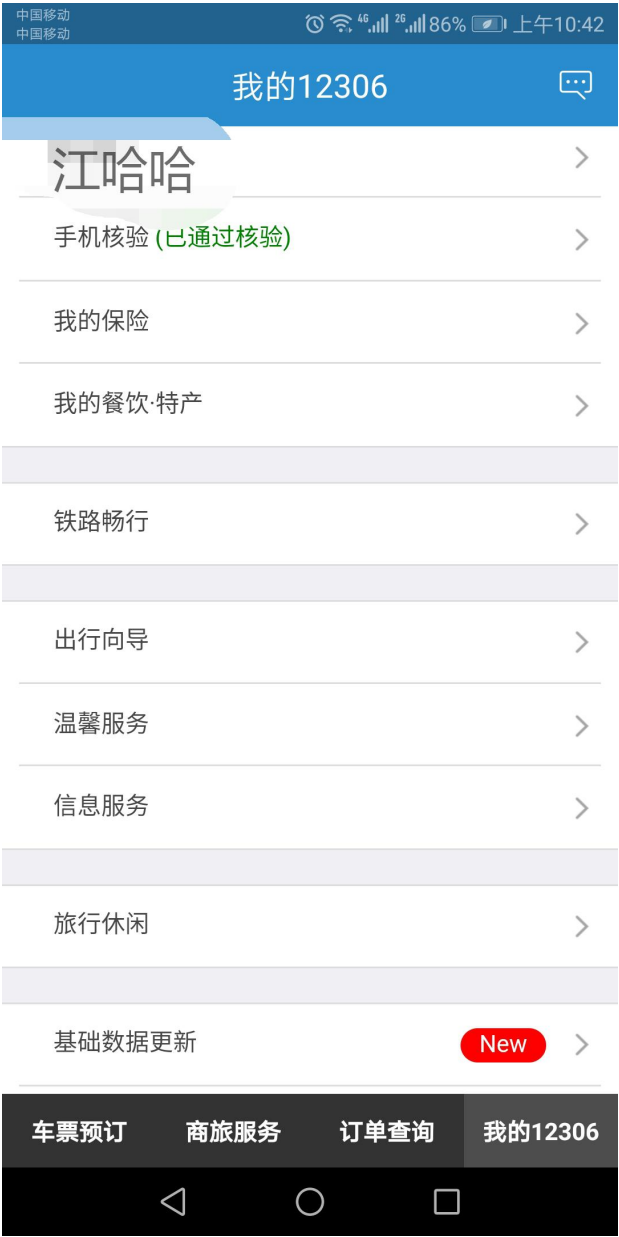 中国移动
中国移动
4G 2G 86% 上午10:42
我的12306
江哈哈
手机核验 (已通过核验)
我的保险
我的餐饮·特产
铁路畅行
出行向导
温馨服务
信息服务
旅行休闲
基础数据更新 New
车票预订 商旅服务 订单查询 我的12306